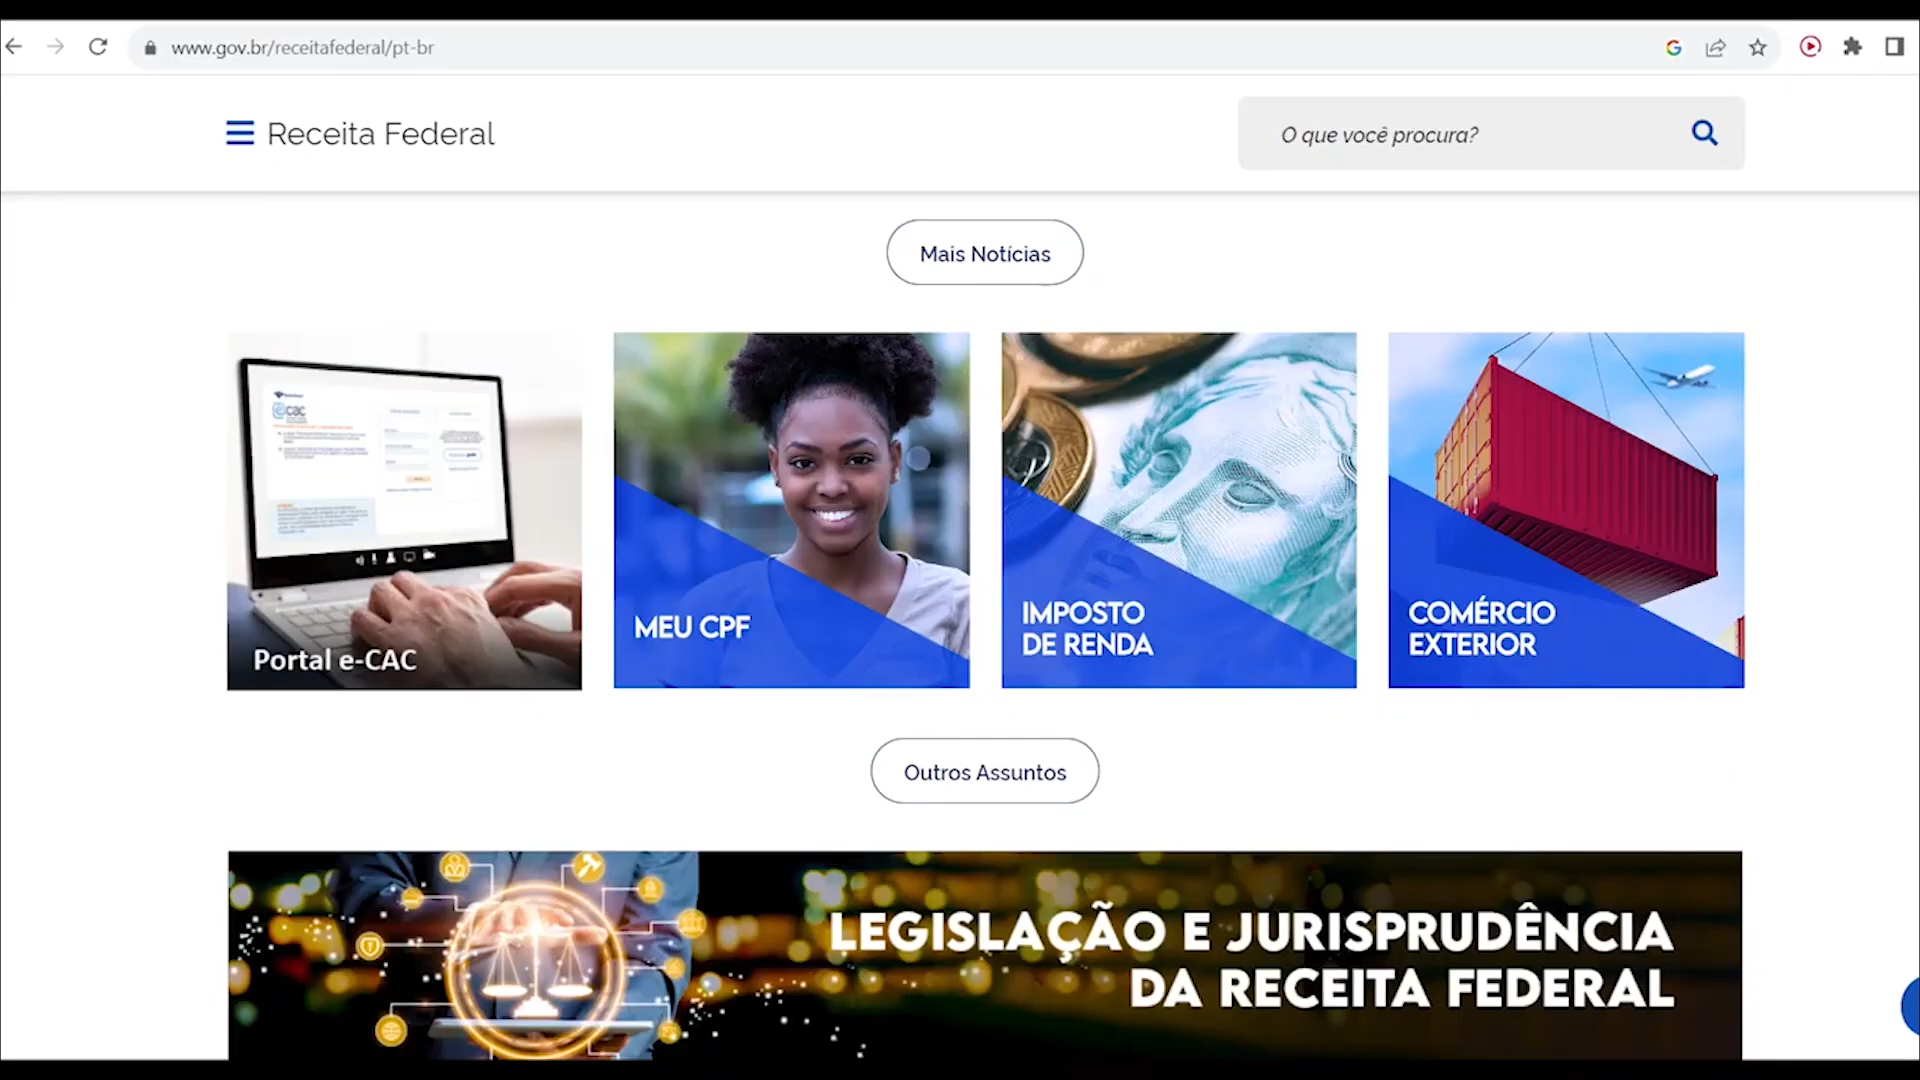 www.gov.br/receitafederal/pt-br
Receita Federal
O que você procura?
Mais Notícias
ecac
Portal e-CAC
MEU CPF
IMPOSTO
DE RENDA
COMÉRCIO
EXTERIOR
Outros Assuntos
LEGISLAÇÃO E JURISPRUDÊNCIA
DA RECEITA FEDERAL